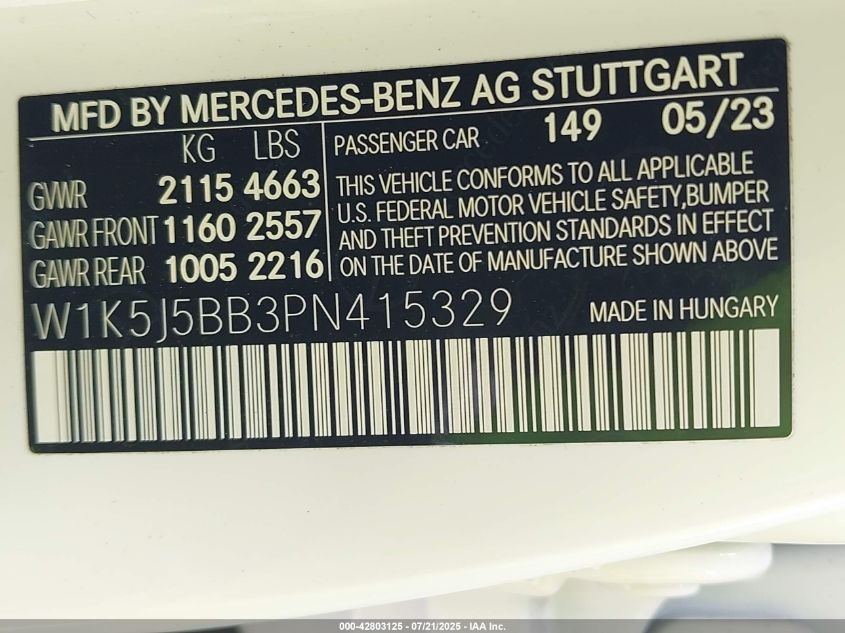 MFD BY MERCEDES-BENZ AG STUTTGART
KG LBS
GVWR 2115 4663
GAWR FRONT 1160 2557
GAWR REAR 1005 2216
PASSENGER CAR 149 05/23
THIS VEHICLE CONFORMS TO ALL APPLICABLE
U.S. FEDERAL MOTOR VEHICLE SAFETY,BUMPER
AND THEFT PREVENTION STANDARDS IN EFFECT
ON THE DATE OF MANUFACTURE SHOWN ABOVE
W1K5J5BB3PN415329
MADE IN HUNGARY
000-42803125 - 07/21/2025 - IAA Inc.